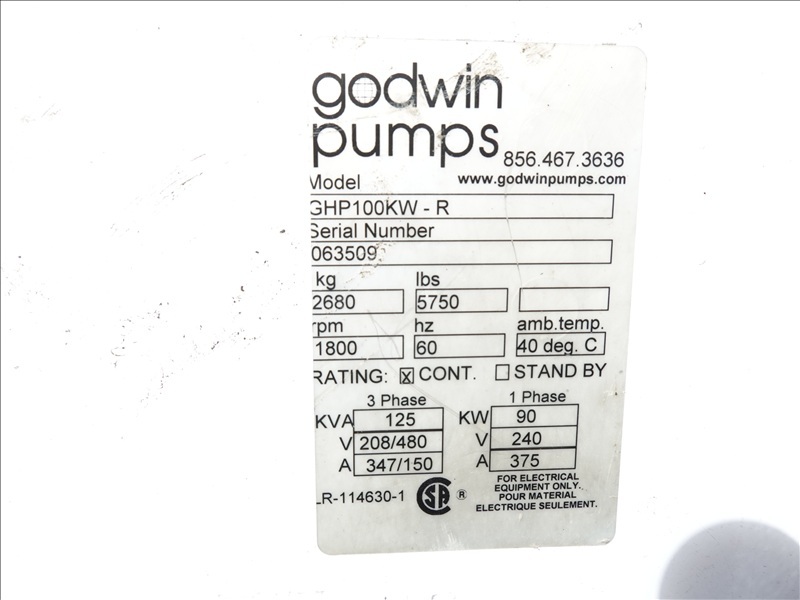 godwin
pumps 856.467.3636
Model www.godwinpumps.com
GHP100KW - R
Serial Number
063509
kg lbs
2680 5750
rpm hz amb.temp.
1800 60 40 deg. C
RATING: ☒ CONT. ☐ STAND BY
3 Phase 1 Phase
KVA 125 KW 90
V 208/480 V 240
A 347/150 A 375
LR-114630-1 CSA ® FOR ELECTRICAL
EQUIPMENT ONLY.
POUR MATERIAL
ELECTRIQUE SEULEMENT.